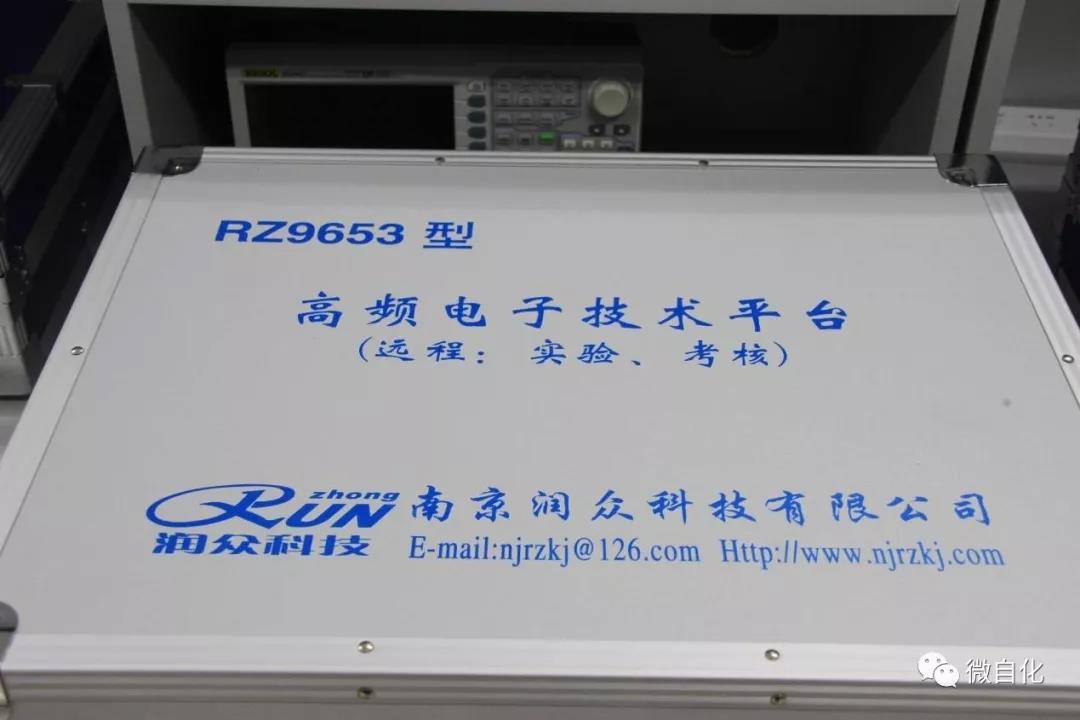 RIGOL
RZ9653 型
高频电子技术平台
(远程: 实验、考核)
RUN zhong
润众科技
南京润众科技有限公司
E-mail:njrzkj@126.com Http://www.njrzkj.com
微自化